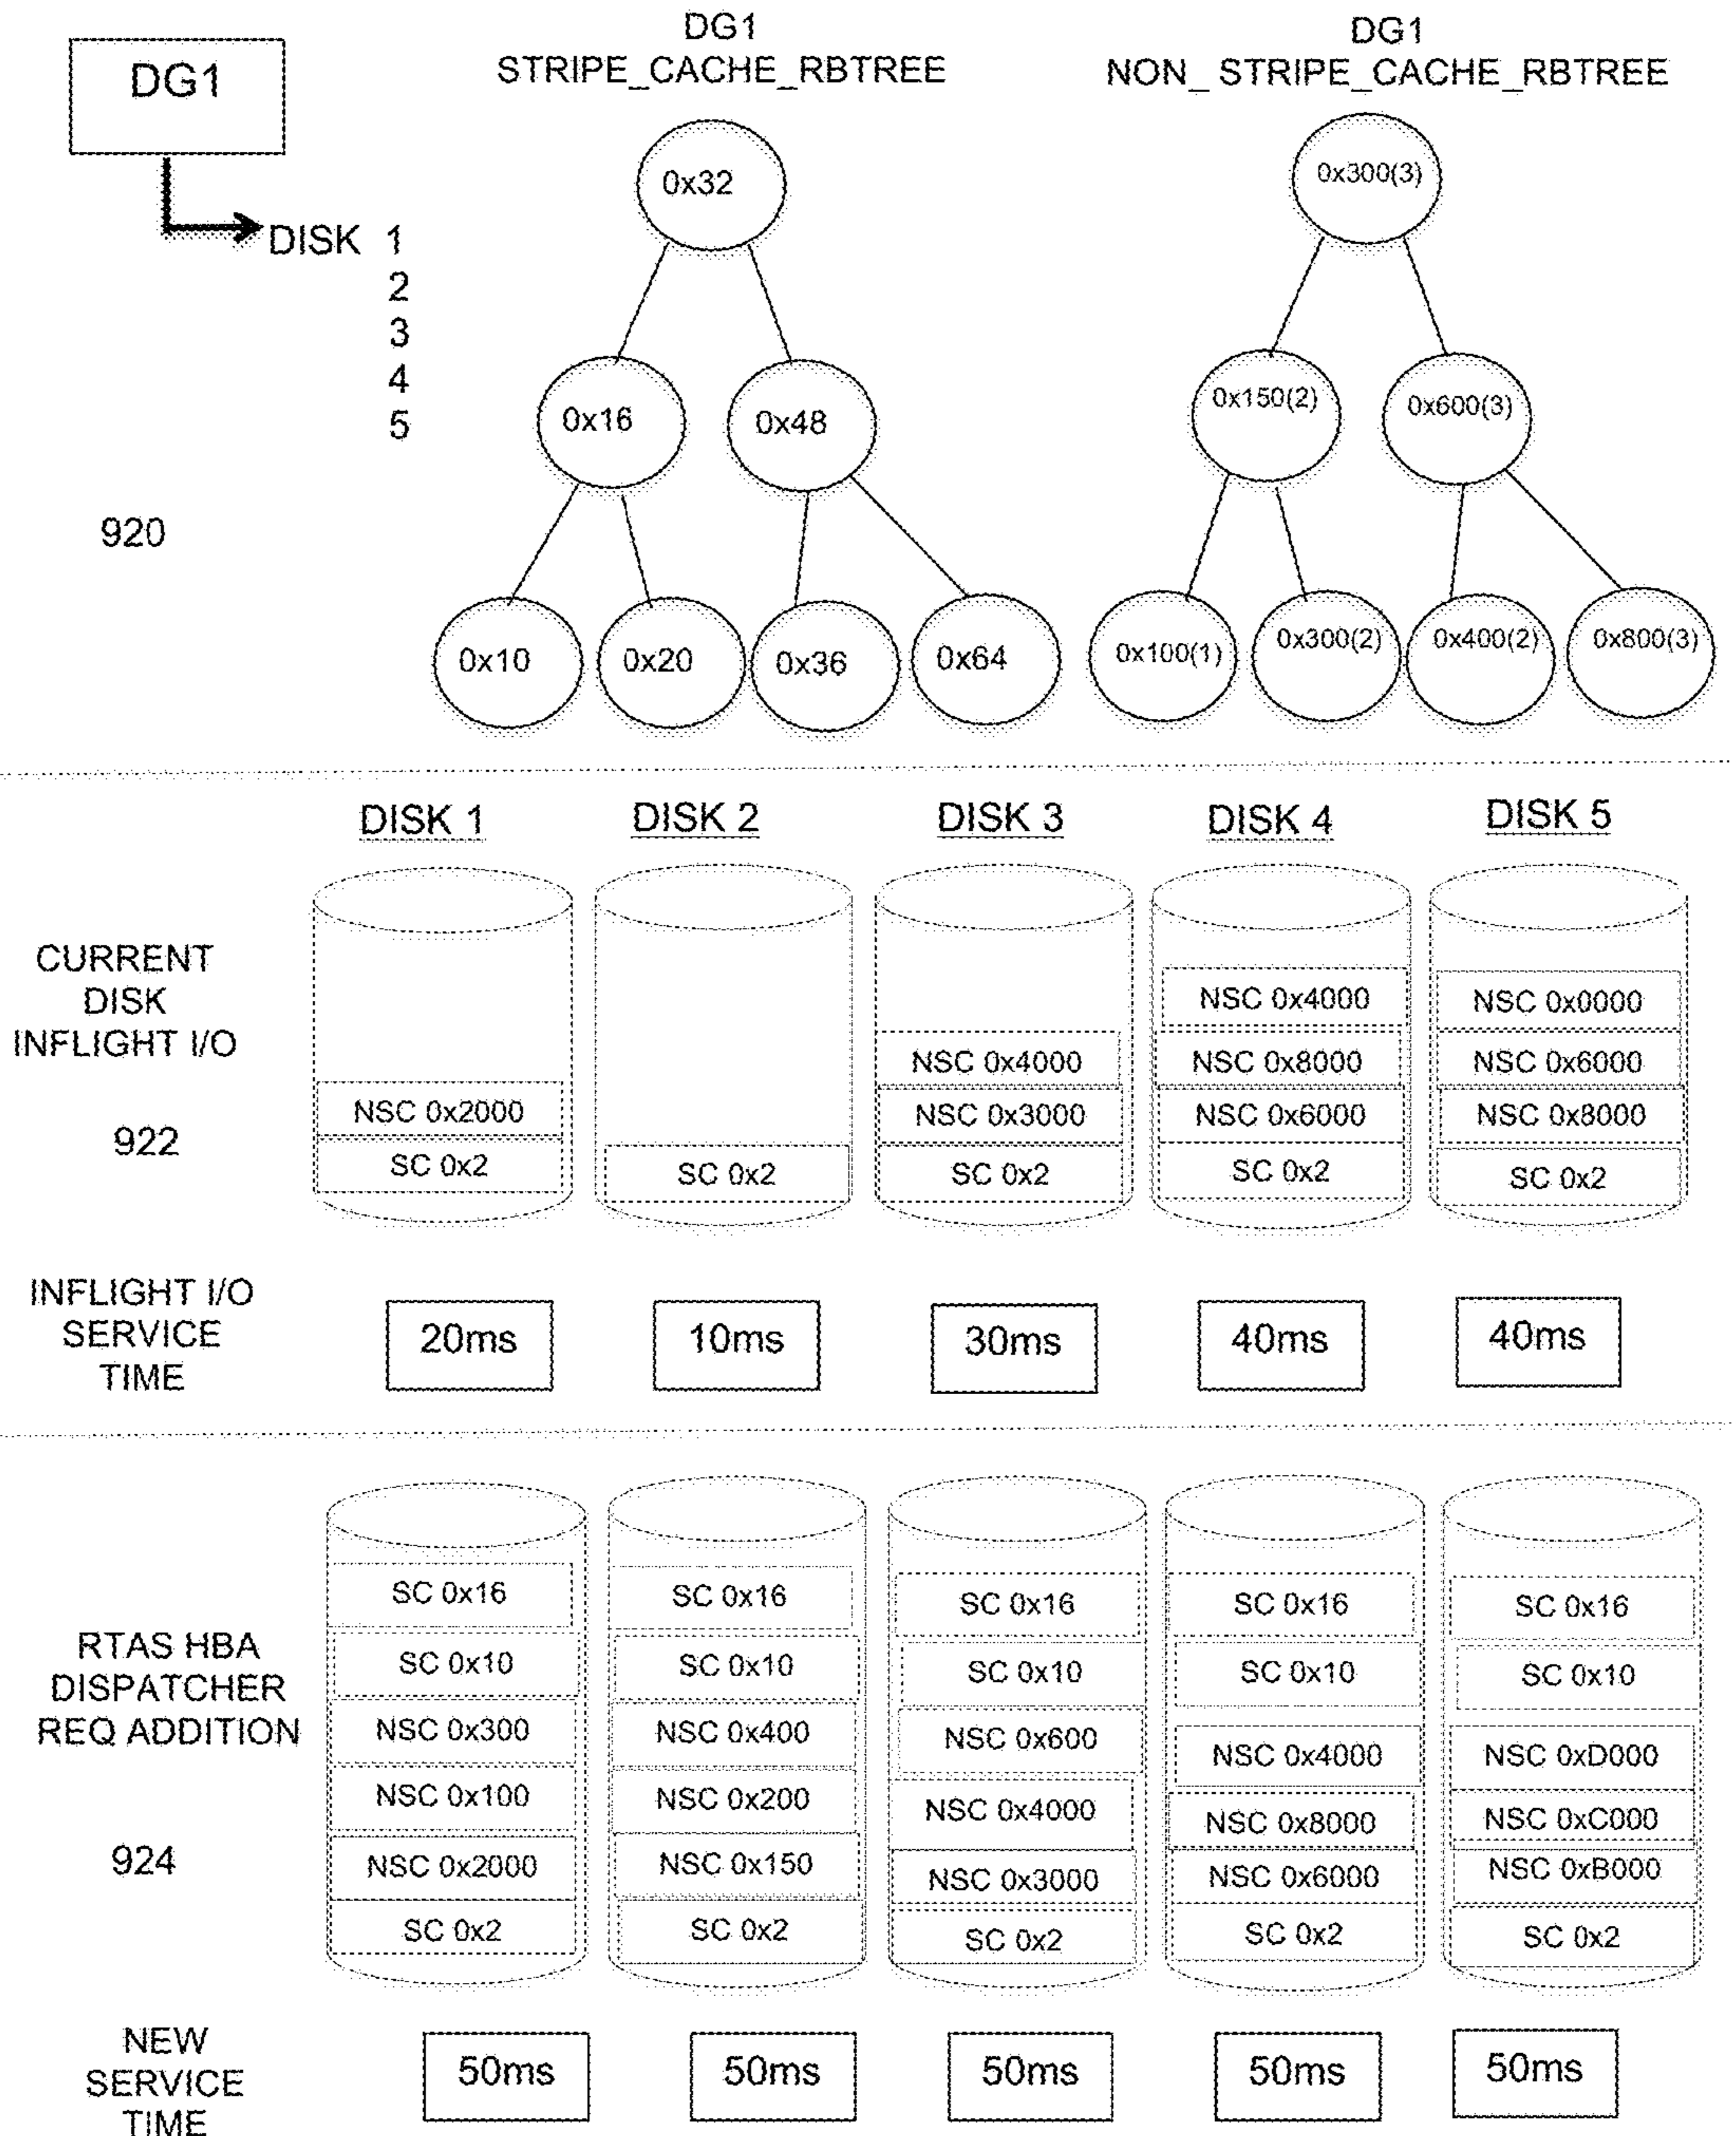 DG1
DG1
STRIPE_CACHE_RBTREE
DG1
NON_ STRIPE_CACHE_RBTREE
DISK 1
2
3
4
5
0x32
0x300(3)
0x16
0x48
0x150(2)
0x600(3)
920
0x10
0x20
0x36
0x64
0x100(1)
0x300(2)
0x400(2)
0x800(3)
DISK 1
DISK 2
DISK 3
DISK 4
DISK 5
CURRENT
DISK
INFLIGHT I/O
922
NSC 0x2000
SC 0x2
SC 0x2
NSC 0x4000
NSC 0x3000
SC 0x2
NSC 0x4000
NSC 0x8000
NSC 0x6000
SC 0x2
NSC 0x0000
NSC 0x6000
NSC 0x8000
SC 0x2
INFLIGHT I/O
SERVICE
TIME
20ms
10ms
30ms
40ms
40ms
RTAS HBA
DISPATCHER
REQ ADDITION
924
SC 0x16
SC 0x10
NSC 0x300
NSC 0x100
NSC 0x2000
SC 0x2
SC 0x16
SC 0x10
NSC 0x400
NSC 0x200
NSC 0x150
SC 0x2
SC 0x16
SC 0x10
NSC 0x600
NSC 0x4000
NSC 0x3000
SC 0x2
SC 0x16
SC 0x10
NSC 0x4000
NSC 0x8000
NSC 0x6000
SC 0x2
SC 0x16
SC 0x10
NSC 0xD000
NSC 0xC000
NSC 0xB000
SC 0x2
NEW
SERVICE
TIME
50ms
50ms
50ms
50ms
50ms